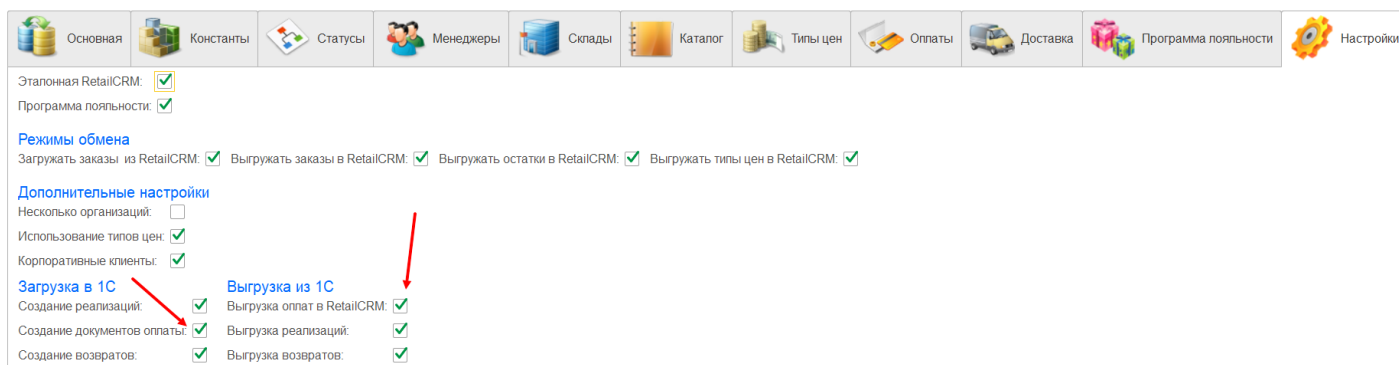 Основная Константы Статусы Менеджеры Склады Каталог Типы цен Оплаты Доставка Программа лояльности Настройки
Эталонная RetailCRM:
Программа лояльности:
Режимы обмена
Загружать заказы из RetailCRM: Выгружать заказы в RetailCRM: Выгружать остатки в RetailCRM: Выгружать типы цен в RetailCRM:
Дополнительные настройки
Несколько организаций:
Использование типов цен:
Корпоративные клиенты:
Загрузка в 1С Выгрузка из 1С
Создание реализаций: Выгрузка оплат в RetailCRM:
Создание документов оплаты: Выгрузка реализаций:
Создание возвратов: Выгрузка возвратов: